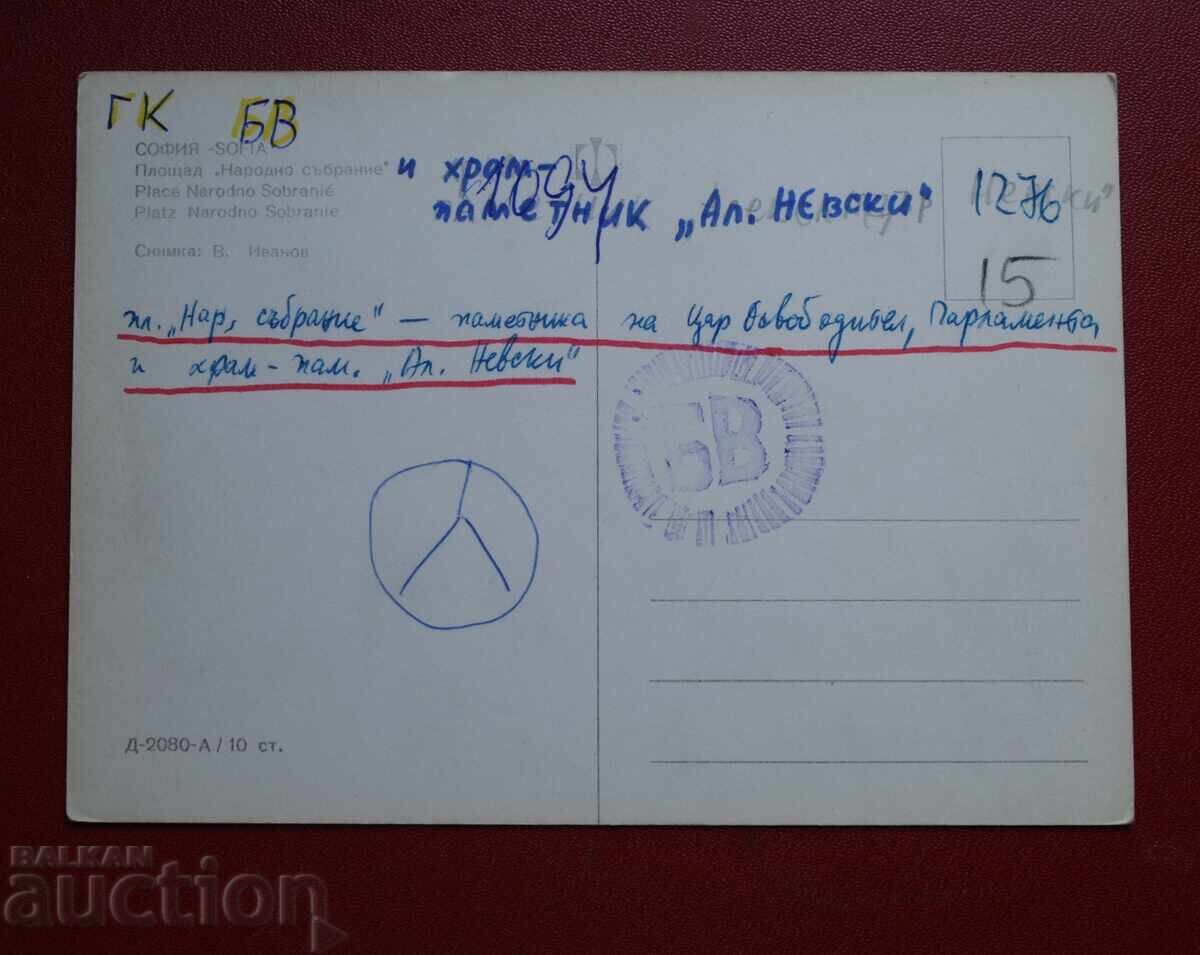 ГК БВ
СОФИЯ -SOFIA
Площад „Народно събрание"
Place Narodno Sobranié
Platz Narodno Sobranie
Снимка: В. Иванов
и храм-
паметник „Ал. Невски"
1094
Невски"
1276
15
пл. „Нар. събрание" – паметника на Цар Освободител, Парламента
и храм-пам. „Ал. Невски"
БВ
Д-2080-А / 10 ст.
BALKAN
auction